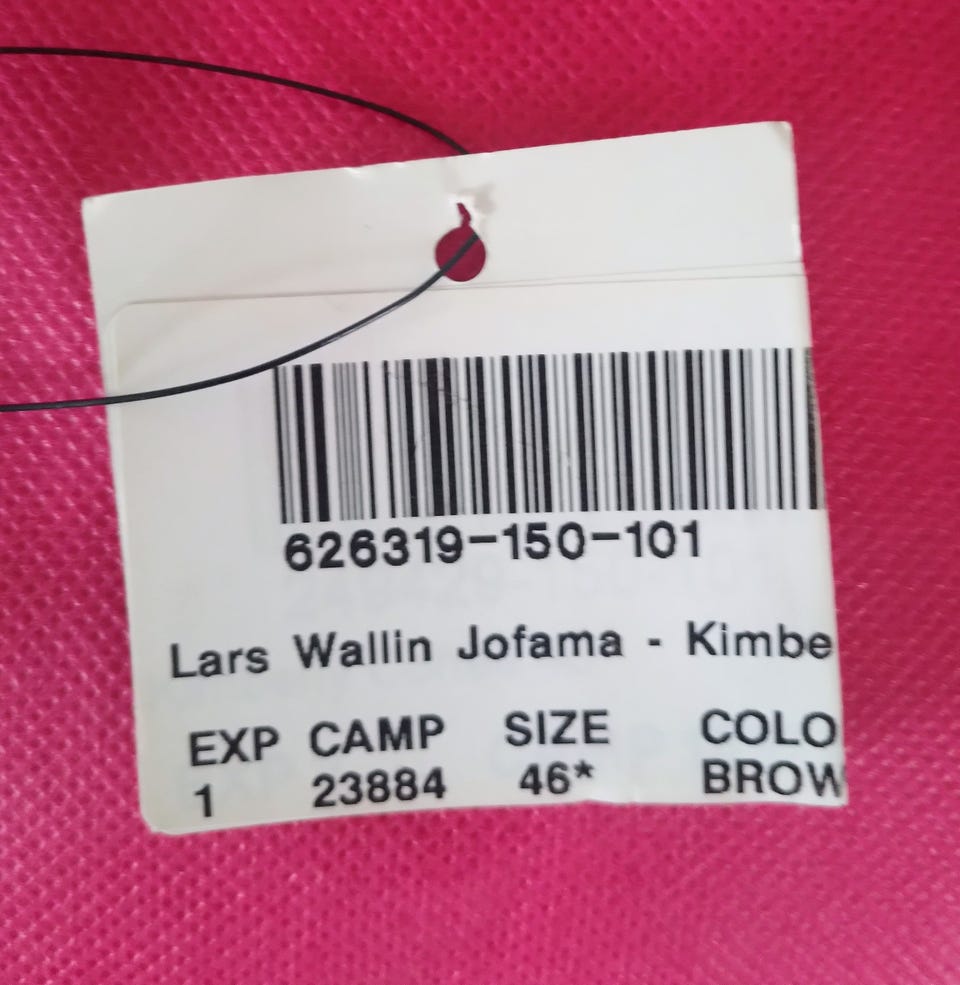 626319-150-101
Lars Wallin Jofama - Kimbe
EXP CAMP SIZE COLO
1 23884 46* BROW